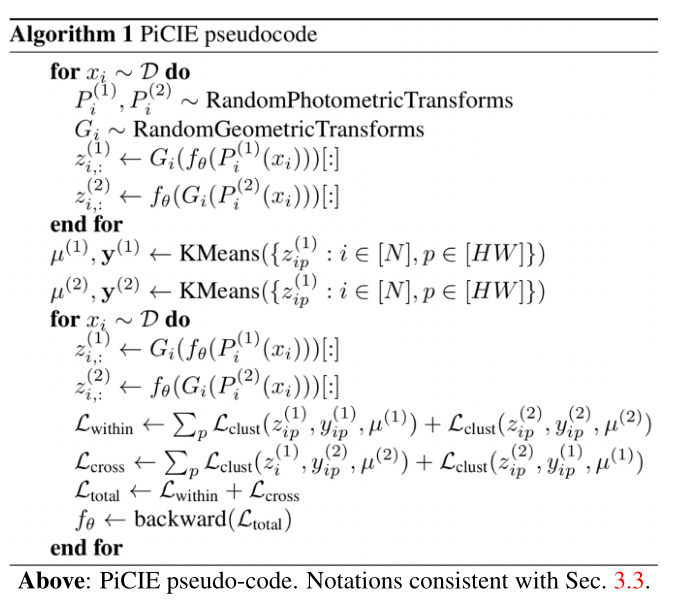 Algorithm 1 PiCIE pseudocode
for x_i ∼ 𝒟 do
P_i^{(1)}, P_i^{(2)} ∼ RandomPhotometricTransforms
G_i ∼ RandomGeometricTransforms
z_{i,:}^{(1)} ← G_i(f_θ(P_i^{(1)}(x_i)))[:]
z_{i,:}^{(2)} ← f_θ(G_i(P_i^{(2)}(x_i)))[:]
end for
μ^{(1)}, y^{(1)} ← KMeans({z_{ip}^{(1)} : i ∈ [N], p ∈ [HW]})
μ^{(2)}, y^{(2)} ← KMeans({z_{ip}^{(1)} : i ∈ [N], p ∈ [HW]})
for x_i ∼ 𝒟 do
z_{i,:}^{(1)} ← G_i(f_θ(P_i^{(1)}(x_i)))[:]
z_{i,:}^{(2)} ← f_θ(G_i(P_i^{(2)}(x_i)))[:]
ℒ_within ← ∑_p ℒ_clust(z_{ip}^{(1)}, y_{ip}^{(1)}, μ^{(1)}) + ℒ_clust(z_{ip}^{(2)}, y_{ip}^{(2)}, μ^{(2)})
ℒ_cross ← ∑_p ℒ_clust(z_i^{(1)}, y_{ip}^{(2)}, μ^{(2)}) + ℒ_clust(z_{ip}^{(2)}, y_{ip}^{(1)}, μ^{(1)})
ℒ_total ← ℒ_within + ℒ_cross
f_θ ← backward(ℒ_total)
end for
Above: PiCIE pseudo-code. Notations consistent with Sec. 3.3.